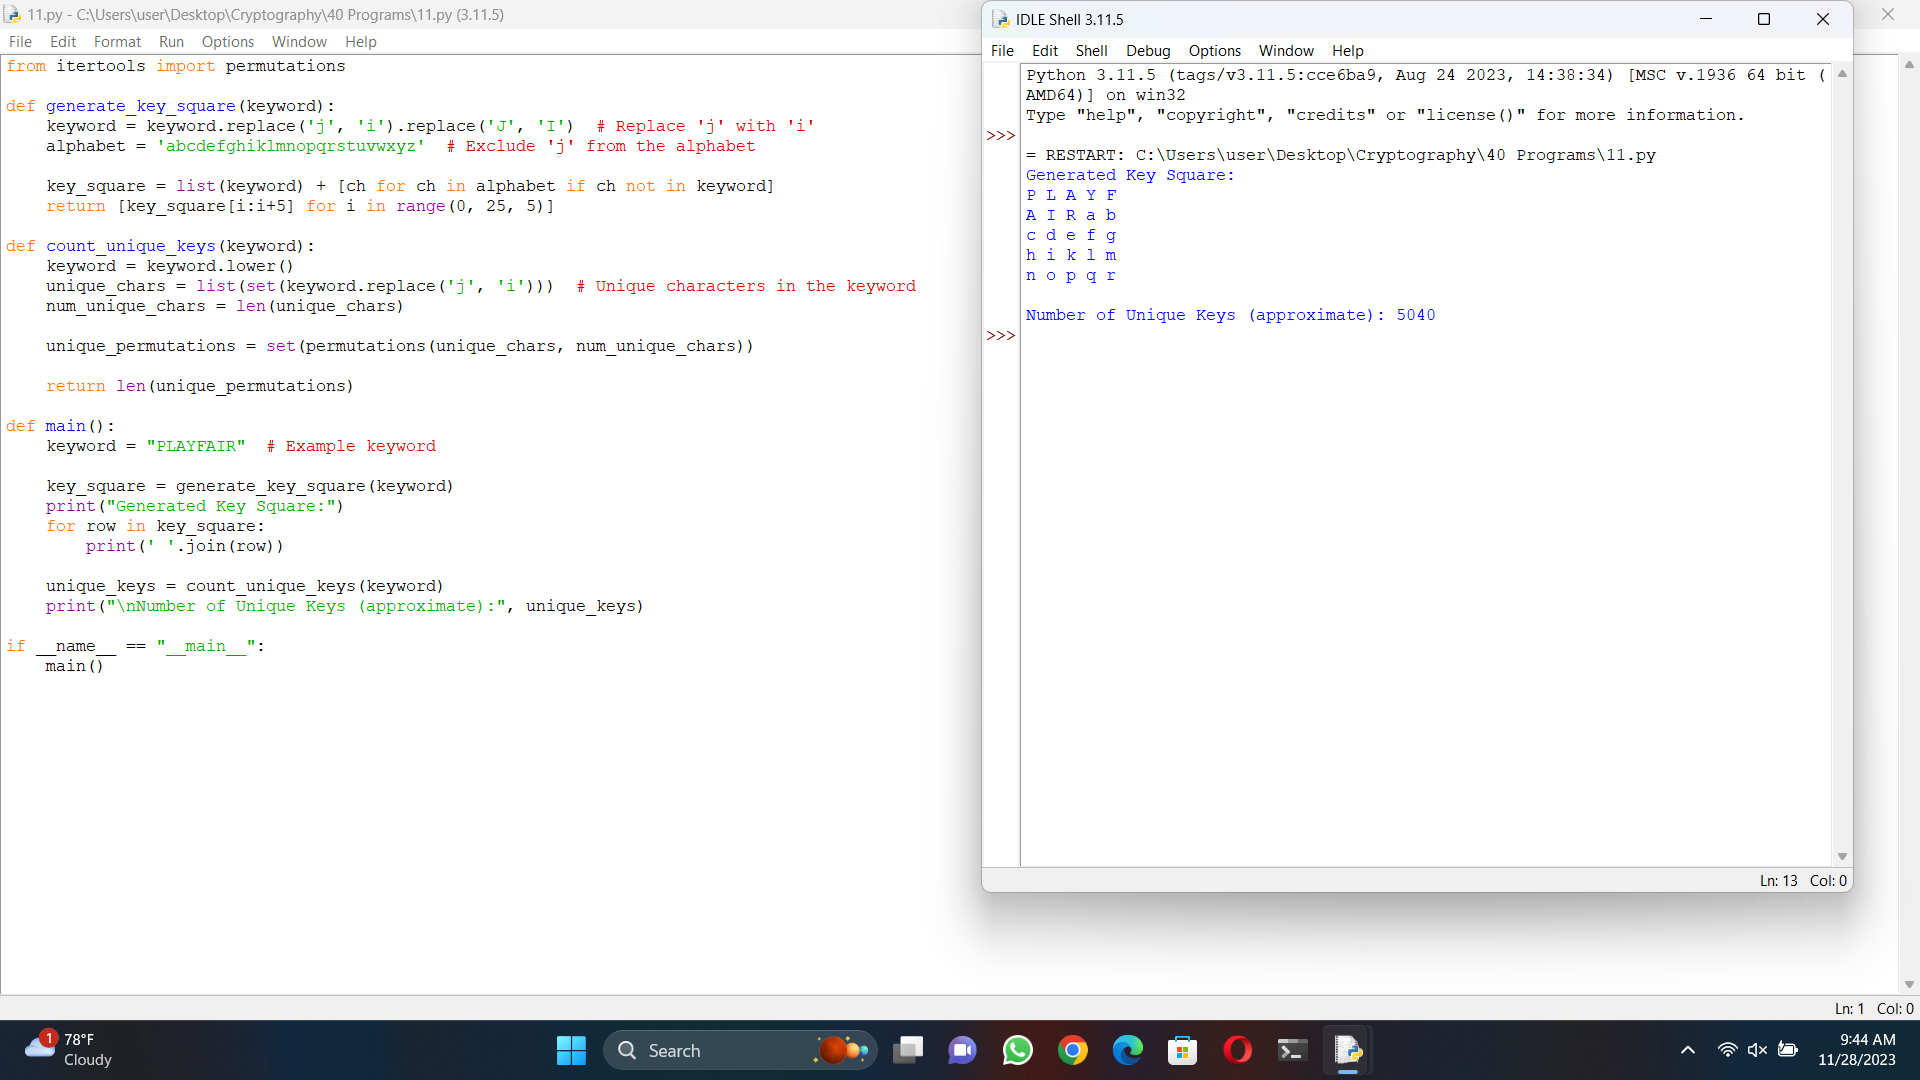 11.py - C:\Users\user\Desktop\Cryptography\40 Programs\11.py (3.11.5)
File Edit Format Run Options Window Help
from itertools import permutations
def generate_key_square(keyword):
    keyword = keyword.replace('j', 'i').replace('J', 'I')  # Replace 'j' with 'i'
    alphabet = 'abcdefghiklmnopqrstuvwxyz'  # Exclude 'j' from the alphabet
    key_square = list(keyword) + [ch for ch in alphabet if ch not in keyword]
    return [key_square[i:i+5] for i in range(0, 25, 5)]
def count_unique_keys(keyword):
    keyword = keyword.lower()
    unique_chars = list(set(keyword.replace('j', 'i')))  # Unique characters in the keyword
    num_unique_chars = len(unique_chars)
    unique_permutations = set(permutations(unique_chars, num_unique_chars))
    return len(unique_permutations)
def main():
    keyword = "PLAYFAIR"  # Example keyword
    key_square = generate_key_square(keyword)
    print("Generated Key Square:")
    for row in key_square:
        print(' '.join(row))
    unique_keys = count_unique_keys(keyword)
    print("\nNumber of Unique Keys (approximate):", unique_keys)
if __name__ == "__main__":
    main()
Ln: 1 Col: 0
IDLE Shell 3.11.5
File Edit Shell Debug Options Window Help
Python 3.11.5 (tags/v3.11.5:cce6ba9, Aug 24 2023, 14:38:34) [MSC v.1936 64 bit (
AMD64)] on win32
Type "help", "copyright", "credits" or "license()" for more information.
>>>
= RESTART: C:\Users\user\Desktop\Cryptography\40 Programs\11.py
Generated Key Square:
P L A Y F
A I R a b
c d e f g
h i k l m
n o p q r
Number of Unique Keys (approximate): 5040
>>>
Ln: 13 Col: 0
1
78°F
Cloudy
Search
9:44 AM
11/28/2023